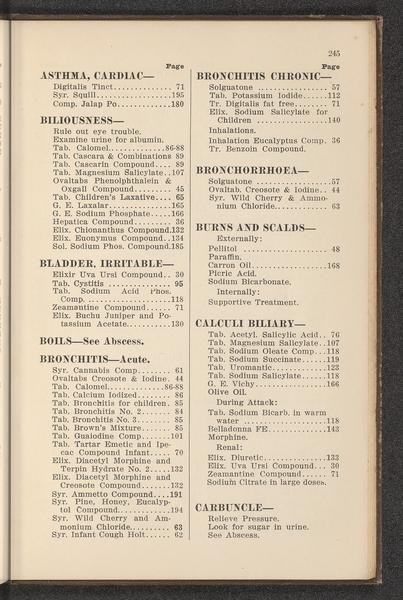 245
Page
ASTHMA, CARDIAC—
Digitalis Tinct.............. 71
Syr. Squill..................195
Comp. Jalap Po.............180
BILIOUSNESS—
Rule out eye trouble.
Examine urine for albumin.
Tab. Calomel..............86-88
Tab. Cascara & Combinations 89
Tab. Cascarin Compound.... 89
Tab. Magnesium Salicylate..107
Ovaltabs Phenolphthalein &
Oxgall Compound......... 45
Tab. Children's Laxative.... 65
G. E. Laxalar...............165
G. E. Sodium Phosphate.....166
Hepatica Compound......... 36
Elix. Chionanthus Compound.132
Elix. Euonymus Compound..134
Sol. Sodium Phos. Compound.185
BLADDER, IRRITABLE—
Elixir Uva Ursi Compound.. 30
Tab. Cystitis ............... 95
Tab. Sodium Acid Phos.
Comp. ....................118
Zeamantine Compound...... 71
Elix. Buchu Juniper and Po-
tassium Acetate..........130
BOILS—See Abscess.
BRONCHITIS—Acute.
Syr. Cannabis Comp........ 61
Ovaltabs Creosote & Iodine. 44
Tab. Calomel..............86-88
Tab. Calcium Iodized........ 86
Tab. Bronchitis for children. 85
Tab. Bronchitis No. 2...... 84
Tab. Bronchitis No. 3....... 85
Tab. Brown's Mixture....... 85
Tab. Guaiodine Comp.......101
Tab. Tartar Emetic and Ipe-
cac Compound Infant..... 70
Elix. Diacetyl Morphine and
Terpin Hydrate No. 2.....132
Elix. Diacetyl Morphine and
Creosote Compound.......132
Syr. Ammetto Compound....191
Syr. Pine, Honey, Eucalyp-
tol Compound.............194
Syr. Wild Cherry and Am-
monium Chloride.......... 63
Syr. Infant Cough Holt...... 62
Page
BRONCHITIS CHRONIC—
Solguatone ................. 57
Tab. Potassium Iodide......112
Tr. Digitalis fat free........ 71
Elix. Sodium Salicylate for
Children .................140
Inhalations.
Inhalation Eucalyptus Comp. 36
Tr. Benzoin Compound.
BRONCHORRHOEA—
Solguatone ..................57
Ovaltab. Creosote & Iodine.. 44
Syr. Wild Cherry & Ammo-
nium Chloride............. 63
BURNS AND SCALDS—
Externally:
Pellitol ..................... 48
Paraffin.
Carron Oil..................168
Picric Acid.
Sodium Bicarbonate.
Internally:
Supportive Treatment.
CALCULI BILIARY—
Tab. Acetyl. Salicylic Acid.. 76
Tab. Magnesium Salicylate..107
Tab. Sodium Oleate Comp...118
Tab. Sodium Succinate......119
Tab. Uromantic.............123
Tab. Sodium Salicylate......118
G. E. Vichy.................166
Olive Oil.
During Attack:
Tab. Sodium Bicarb. in warm
water ....................118
Belladonna FE..............143
Morphine.
Renal:
Elix. Diuretic...............133
Elix. Uva Ursi Compound... 30
Zeamantine Compound...... 71
Sodium Citrate in large doses.
CARBUNCLE—
Relieve Pressure.
Look for sugar in urine.
See Abscess.